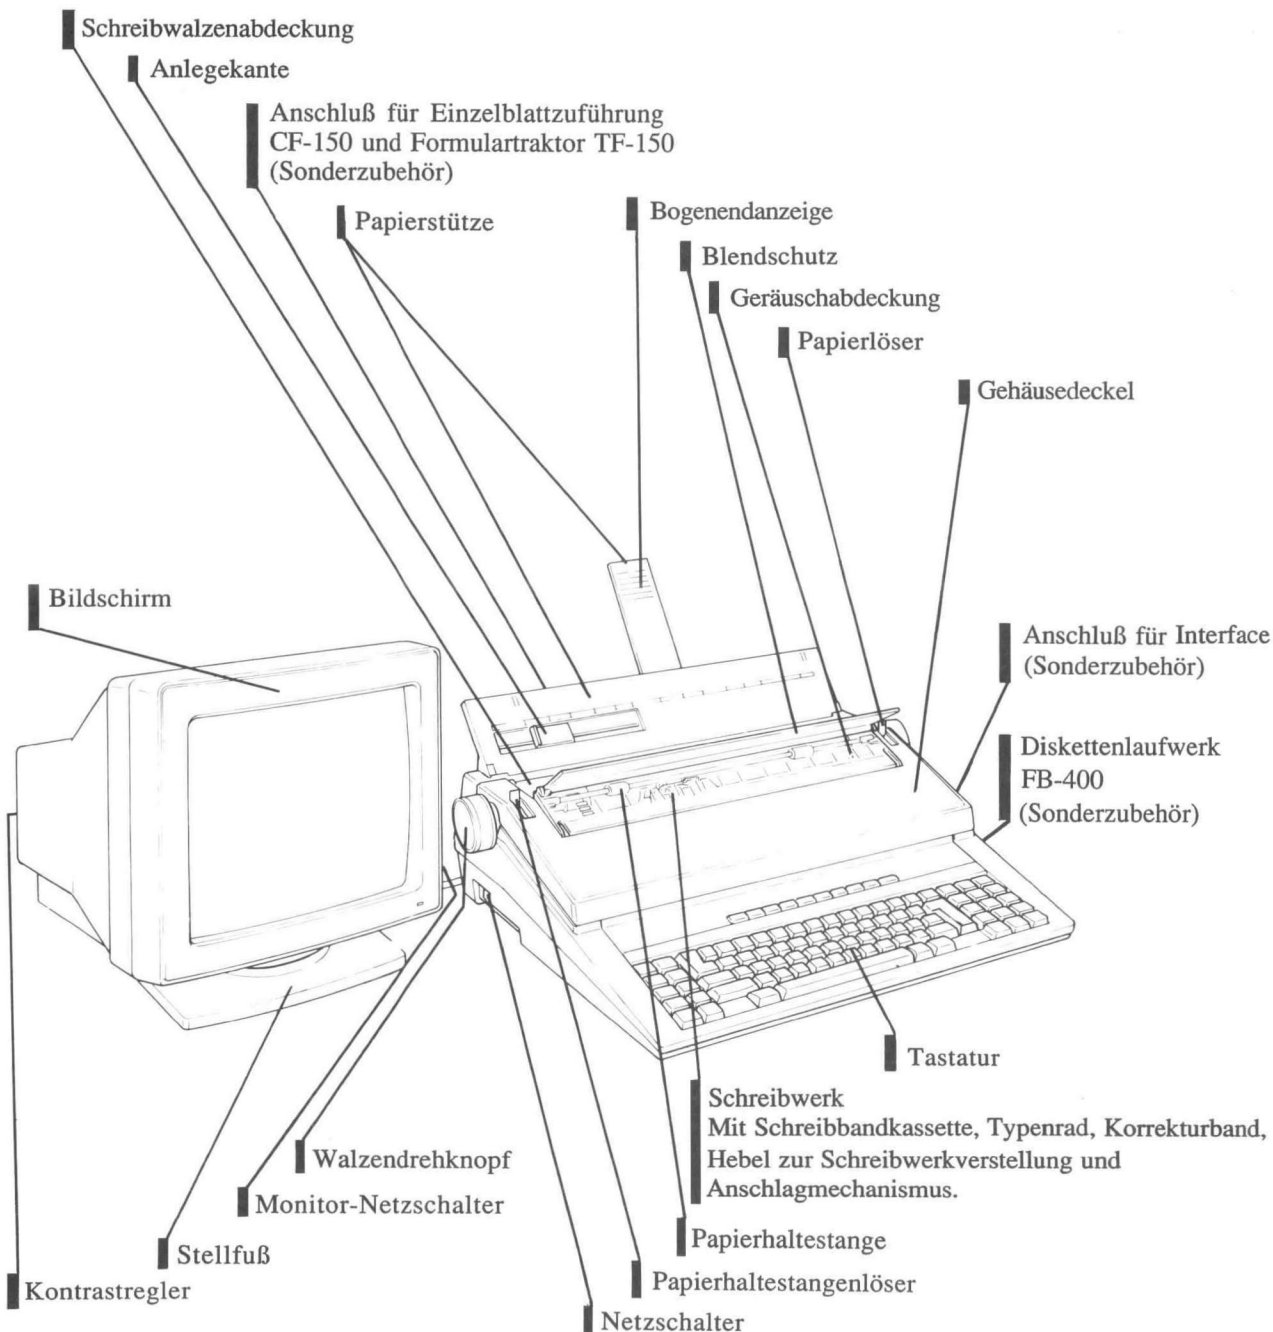 Schreibwalzenabdeckung
Anlegekante
Anschluß für Einzelblattzuführung
CF-150 und Formulartraktor TF-150
(Sonderzubehör)
Papierstütze
Bogenendanzeige
Blendschutz
Geräuschabdeckung
Papierlöser
Gehäusedeckel
Bildschirm
Anschluß für Interface
(Sonderzubehör)
Diskettenlaufwerk
FB-400
(Sonderzubehör)
Tastatur
Schreibwerk
Mit Schreibbandkassette, Typenrad, Korrekturband,
Hebel zur Schreibwerkverstellung und
Anschlagmechanismus.
Walzendrehknopf
Monitor-Netzschalter
Papierhaltestange
Stellfuß
Papierhaltestangenlöser
Kontrastregler
Netzschalter